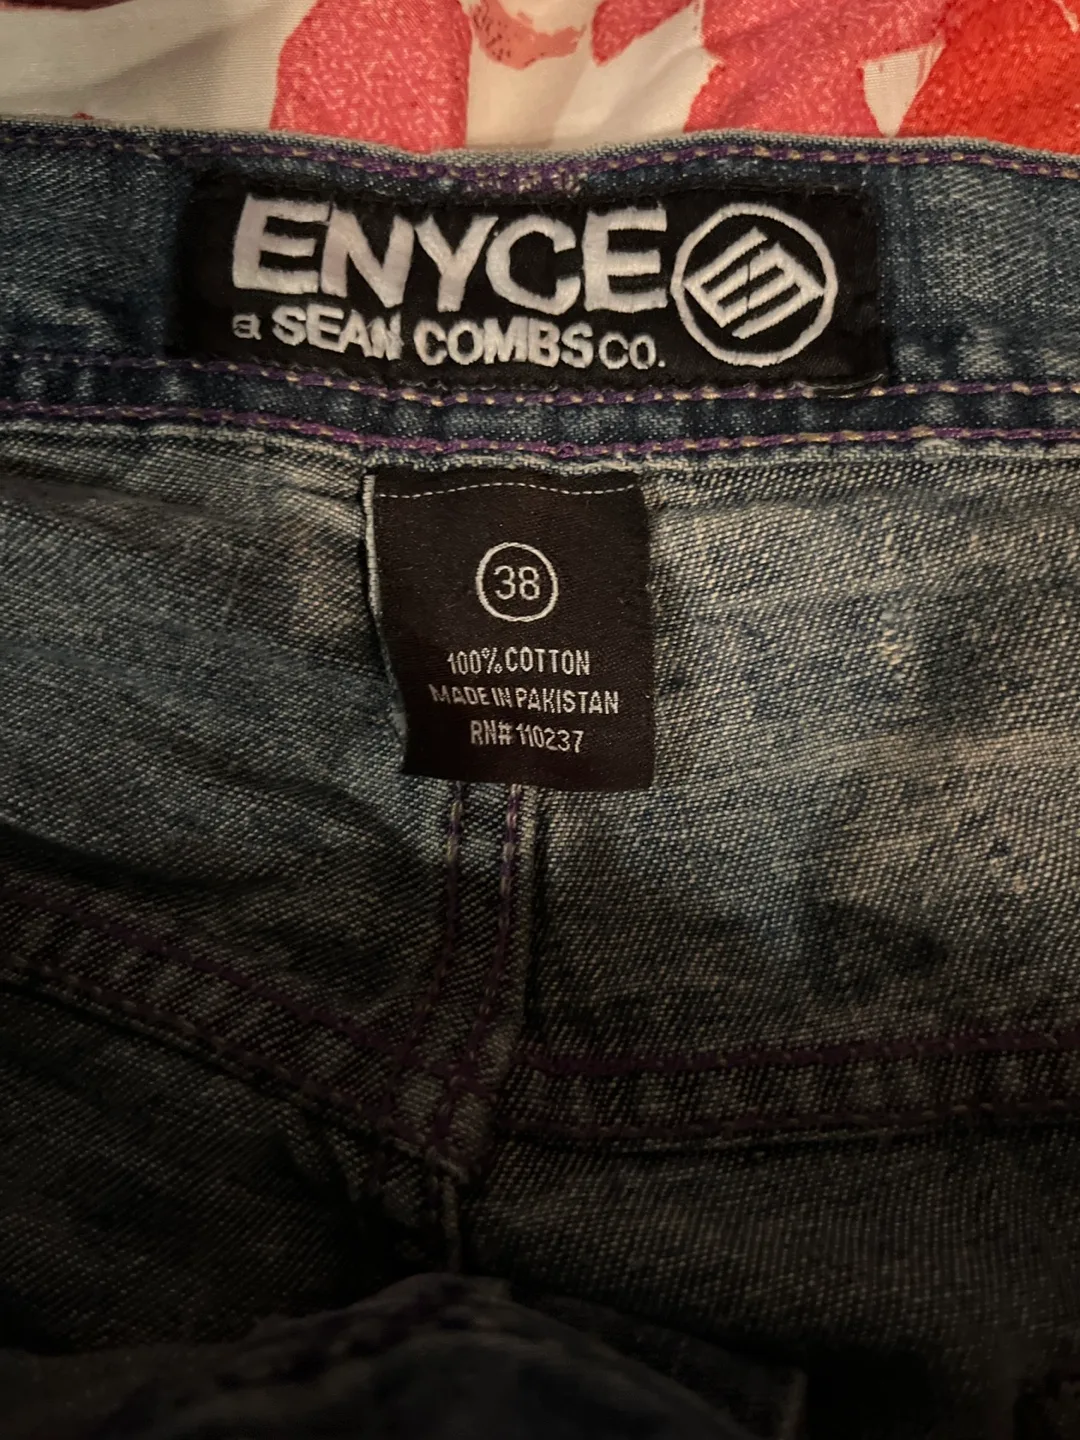 ENYCE
a SEAN COMBS CO.
38
100% COTTON
MADE IN PAKISTAN
RN# 110237